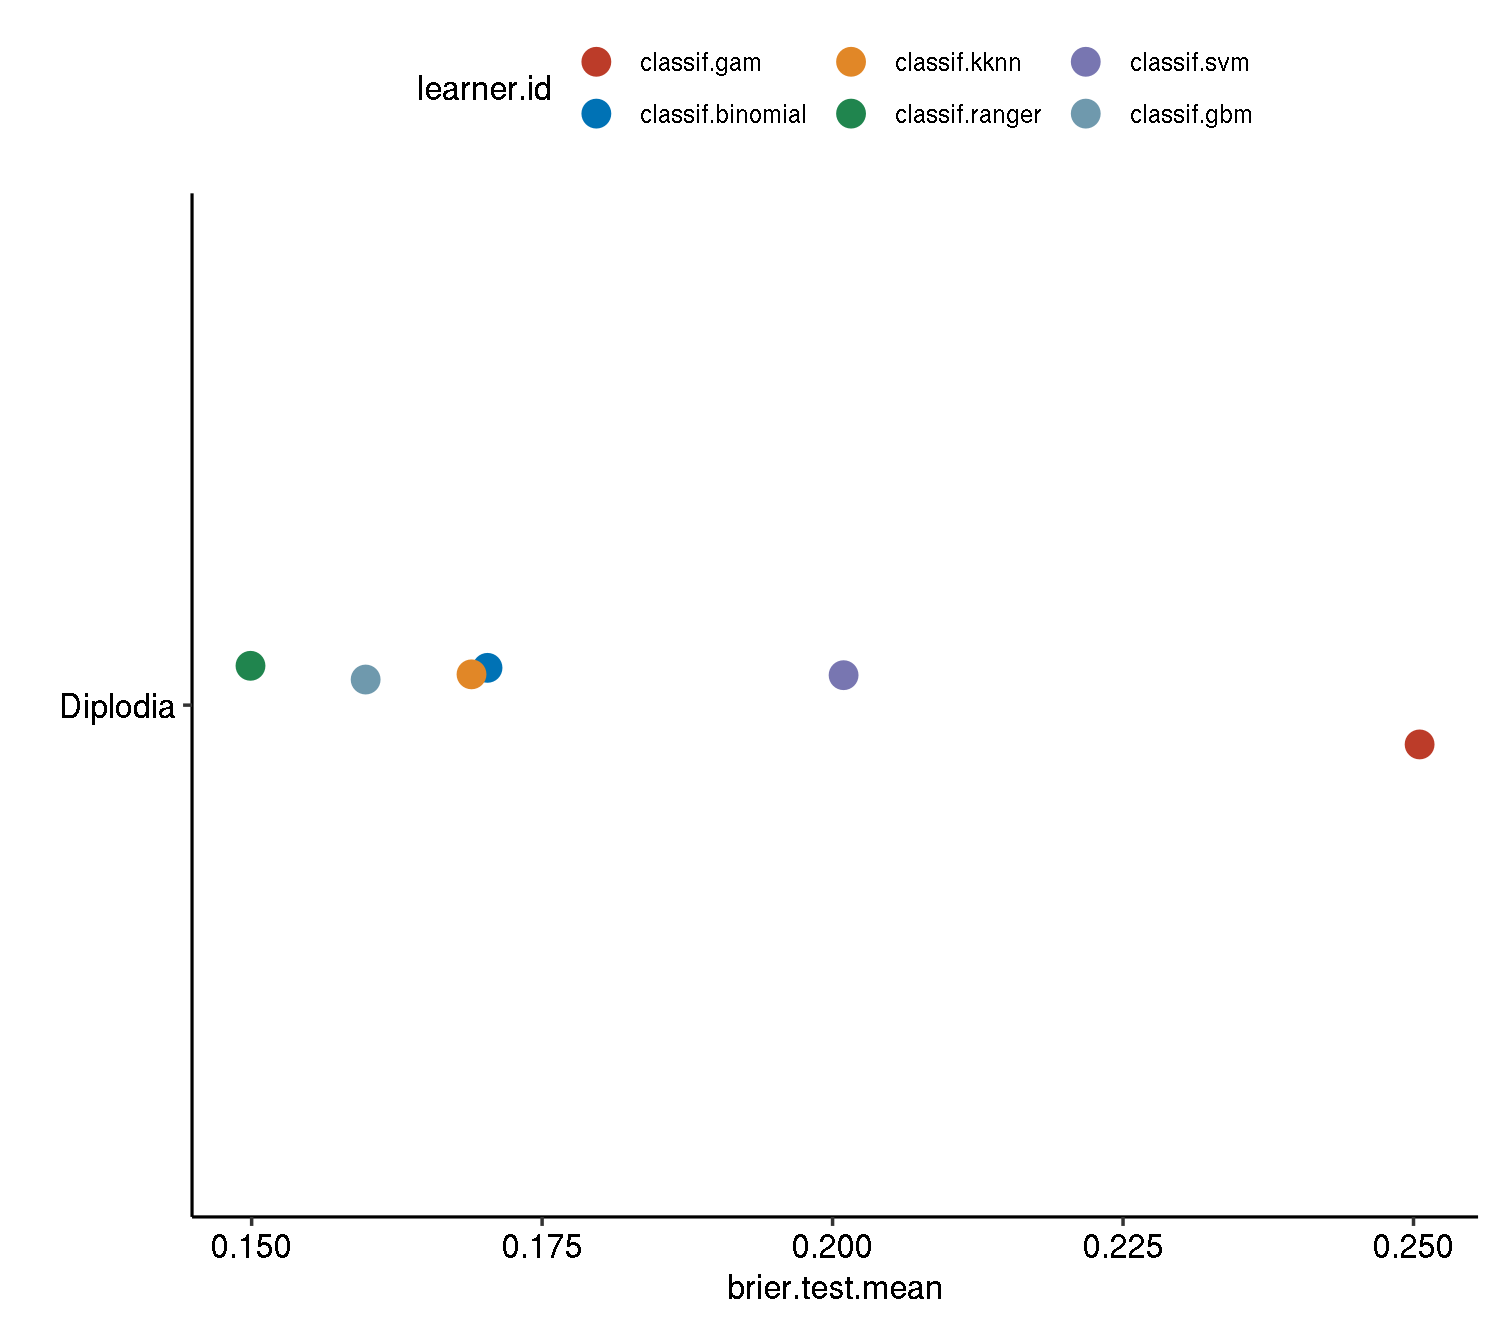 learner.id
classif.gam classif.kknn classif.svm
classif.binomial classif.ranger classif.gbm
Diplodia
0.150 0.175 0.200 0.225 0.250
brier.test.mean